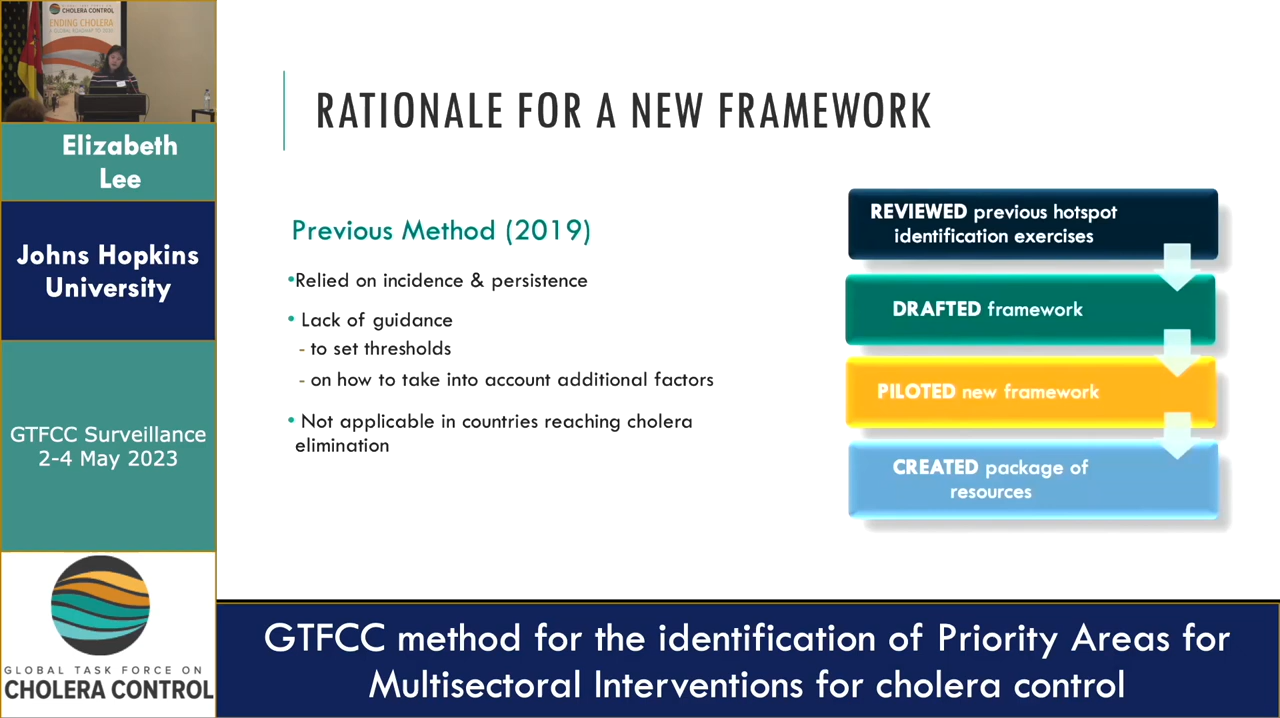 CHOLERA CONTROL
ENDING CHOLERA
A GLOBAL ROADMAP TO 2030
Elizabeth
Lee
Johns Hopkins
University
GTFCC Surveillance
2-4 May 2023
GLOBAL TASK FORCE ON
CHOLERA CONTROL
RATIONALE FOR A NEW FRAMEWORK
Previous Method (2019)
•Relied on incidence & persistence
• Lack of guidance
- to set thresholds
- on how to take into account additional factors
• Not applicable in countries reaching cholera
elimination
REVIEWED previous hotspot
identification exercises
DRAFTED framework
PILOTED new framework
CREATED package of
resources
GTFCC method for the identification of Priority Areas for
Multisectoral Interventions for cholera control